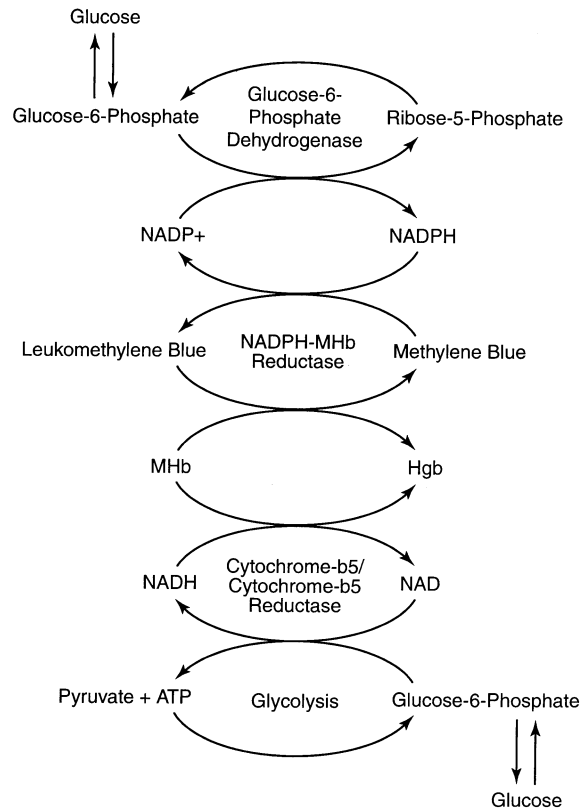 Glucose
Glucose-6-Phosphate
Glucose-6-
Phosphate
Dehydrogenase
Ribose-5-Phosphate
NADP+
NADPH
Leukomethylene Blue
NADPH-MHb
Reductase
Methylene Blue
MHb
Hgb
NADH
Cytochrome-b5/
Cytochrome-b5
Reductase
NAD
Pyruvate + ATP
Glycolysis
Glucose-6-Phosphate
Glucose